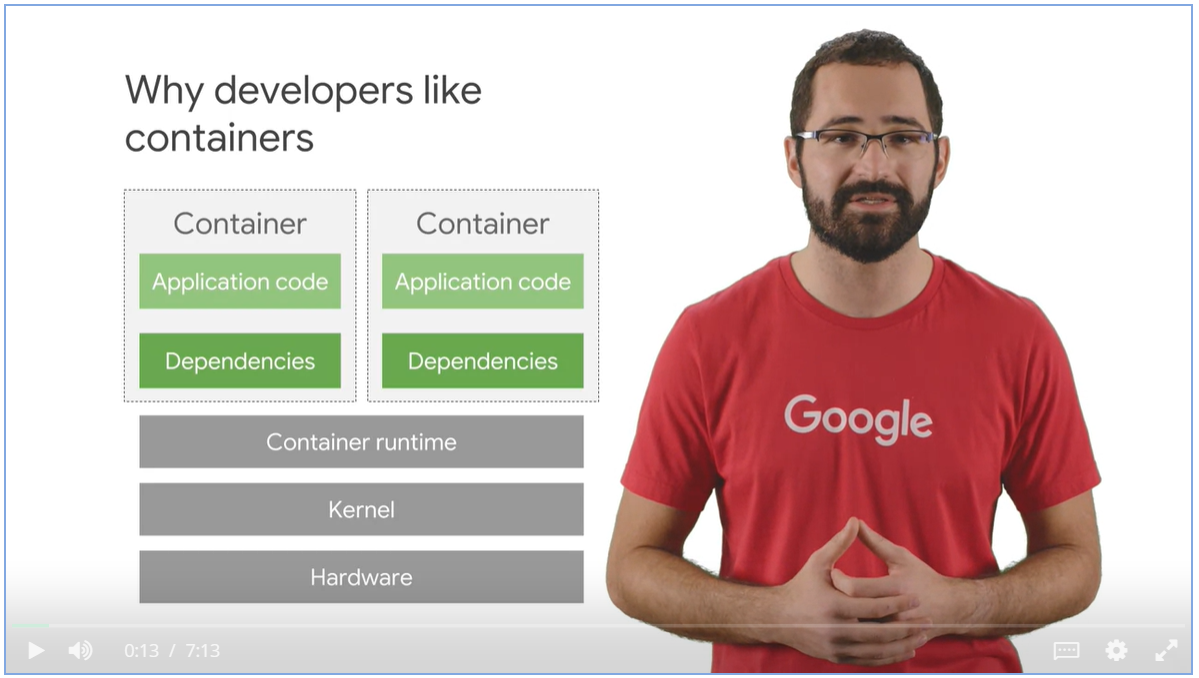 Why developers like
containers
Container
Container
Application code
Application code
Dependencies
Dependencies
Container runtime
Kernel
Hardware
Google
0:13 / 7:13